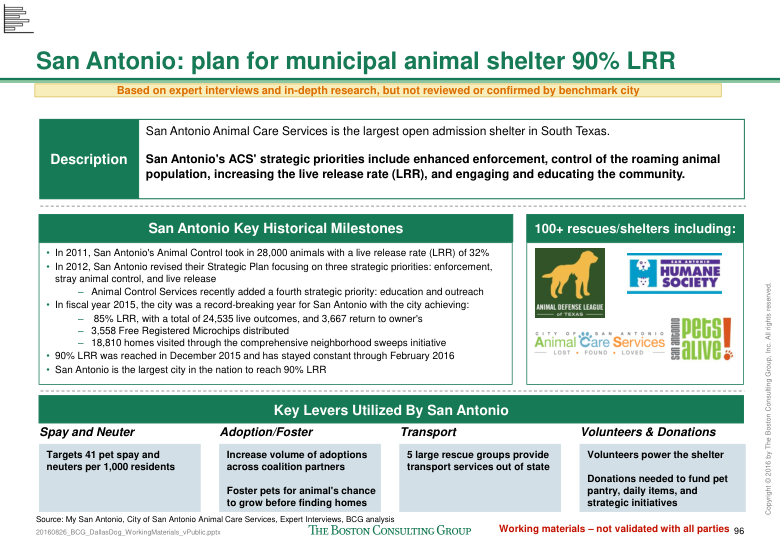 San Antonio: plan for municipal animal shelter 90% LRR
Based on expert interviews and in-depth research, but not reviewed or confirmed by benchmark city
Description
San Antonio Animal Care Services is the largest open admission shelter in South Texas.
San Antonio's ACS' strategic priorities include enhanced enforcement, control of the roaming animal
population, increasing the live release rate (LRR), and engaging and educating the community.
San Antonio Key Historical Milestones
• In 2011, San Antonio's Animal Control took in 28,000 animals with a live release rate (LRR) of 32%
• In 2012, San Antonio revised their Strategic Plan focusing on three strategic priorities: enforcement,
stray animal control, and live release
– Animal Control Services recently added a fourth strategic priority: education and outreach
• In fiscal year 2015, the city was a record-breaking year for San Antonio with the city achieving:
– 85% LRR, with a total of 24,535 live outcomes, and 3,667 return to owner's
– 3,558 Free Registered Microchips distributed
– 18,810 homes visited through the comprehensive neighborhood sweeps initiative
• 90% LRR was reached in December 2015 and has stayed constant through February 2016
• San Antonio is the largest city in the nation to reach 90% LRR
100+ rescues/shelters including:
ANIMAL DEFENSE LEAGUE
of TEXAS
SAN ANTONIO
HUMANE
SOCIETY
CITY OF SAN ANTONIO
Animal Care Services
LOST • FOUND • LOVED
san antonio
pets
alive!
Key Levers Utilized By San Antonio
Spay and Neuter
Targets 41 pet spay and
neuters per 1,000 residents
Adoption/Foster
Increase volume of adoptions
across coalition partners
Foster pets for animal's chance
to grow before finding homes
Transport
5 large rescue groups provide
transport services out of state
Volunteers & Donations
Volunteers power the shelter
Donations needed to fund pet
pantry, daily items, and
strategic initiatives
Source: My San Antonio, City of San Antonio Animal Care Services, Expert Interviews, BCG analysis
20160826_BCG_DallasDog_WorkingMaterials_vPublic.pptx
THE BOSTON CONSULTING GROUP
Working materials – not validated with all parties
96
Copyright © 2016 by The Boston Consulting Group, Inc. All rights reserved.